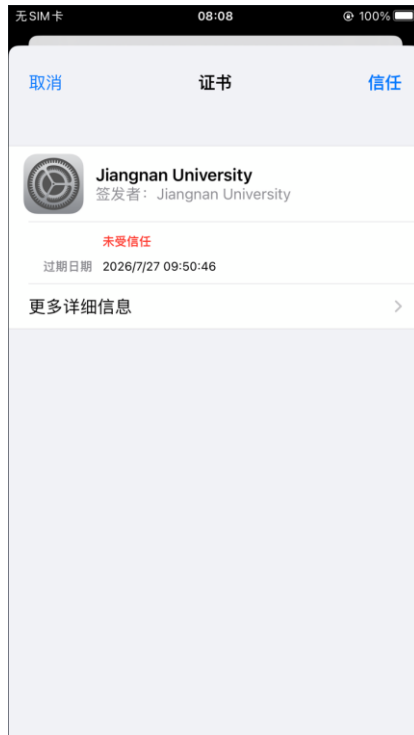 无SIM卡 08:08 100%
取消 证书 信任
Jiangnan University
签发者：Jiangnan University
未受信任
过期日期 2026/7/27 09:50:46
更多详细信息